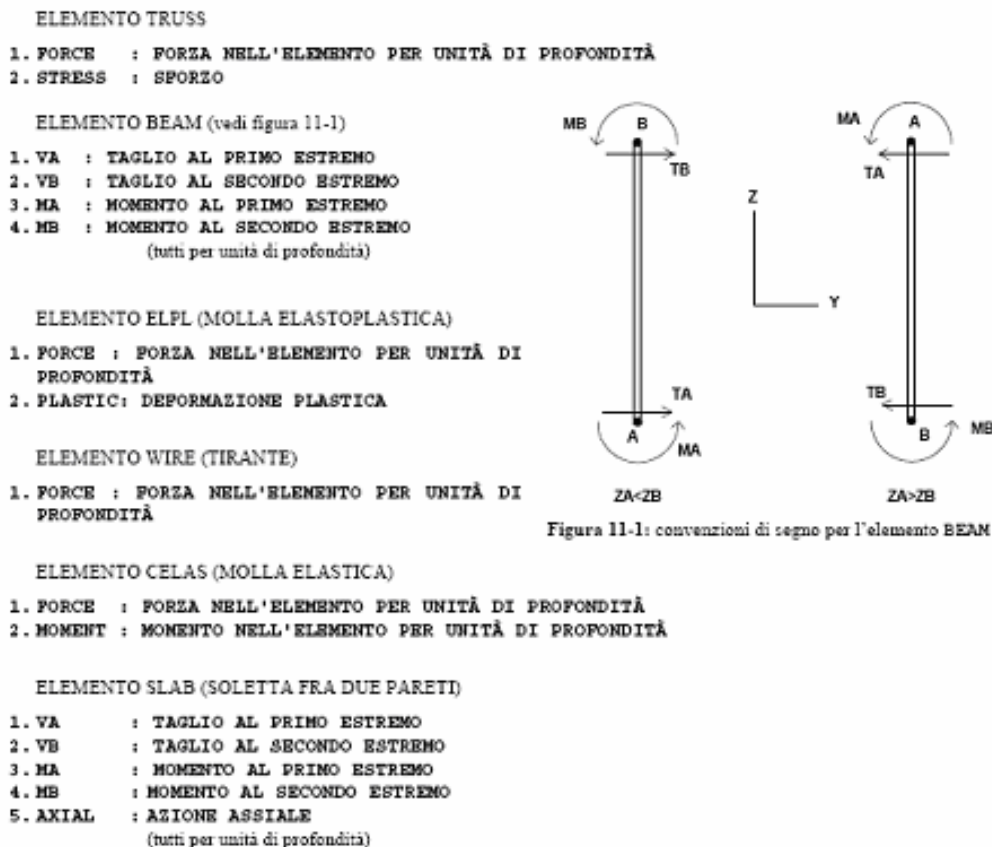 ELEMENTO TRUSS
1. FORCE : FORZA NELL'ELEMENTO PER UNITÀ DI PROFONDITÀ
2. STRESS : SFORZO
ELEMENTO BEAM (vedi figura 11-1)
1. VA : TAGLIO AL PRIMO ESTREMO
2. VB : TAGLIO AL SECONDO ESTREMO
3. MA : MOMENTO AL PRIMO ESTREMO
4. MB : MOMENTO AL SECONDO ESTREMO
(tutti per unità di profondità)
ELEMENTO ELPL (MOLLA ELASTOPLASTICA)
1. FORCE : FORZA NELL'ELEMENTO PER UNITÀ DI
PROFONDITÀ
2. PLASTIC: DEFORMAZIONE PLASTICA
ELEMENTO WIRE (TIRANTE)
1. FORCE : FORZA NELL'ELEMENTO PER UNITÀ DI
PROFONDITÀ
MB B
TB
MA A
TA
Z
Y
TA
A
MA
TB
B MB
ZA<ZB ZA>ZB
Figura 11-1: convenzioni di segno per l'elemento BEAM
ELEMENTO CELAS (MOLLA ELASTICA)
1. FORCE : FORZA NELL'ELEMENTO PER UNITÀ DI PROFONDITÀ
2. MOMENT : MOMENTO NELL'ELEMENTO PER UNITÀ DI PROFONDITÀ
ELEMENTO SLAB (SOLETTA FRA DUE PARETI)
1. VA : TAGLIO AL PRIMO ESTREMO
2. VB : TAGLIO AL SECONDO ESTREMO
3. MA : MOMENTO AL PRIMO ESTREMO
4. MB : MOMENTO AL SECONDO ESTREMO
5. AXIAL : AZIONE ASSIALE
(tutti per unità di profondità)